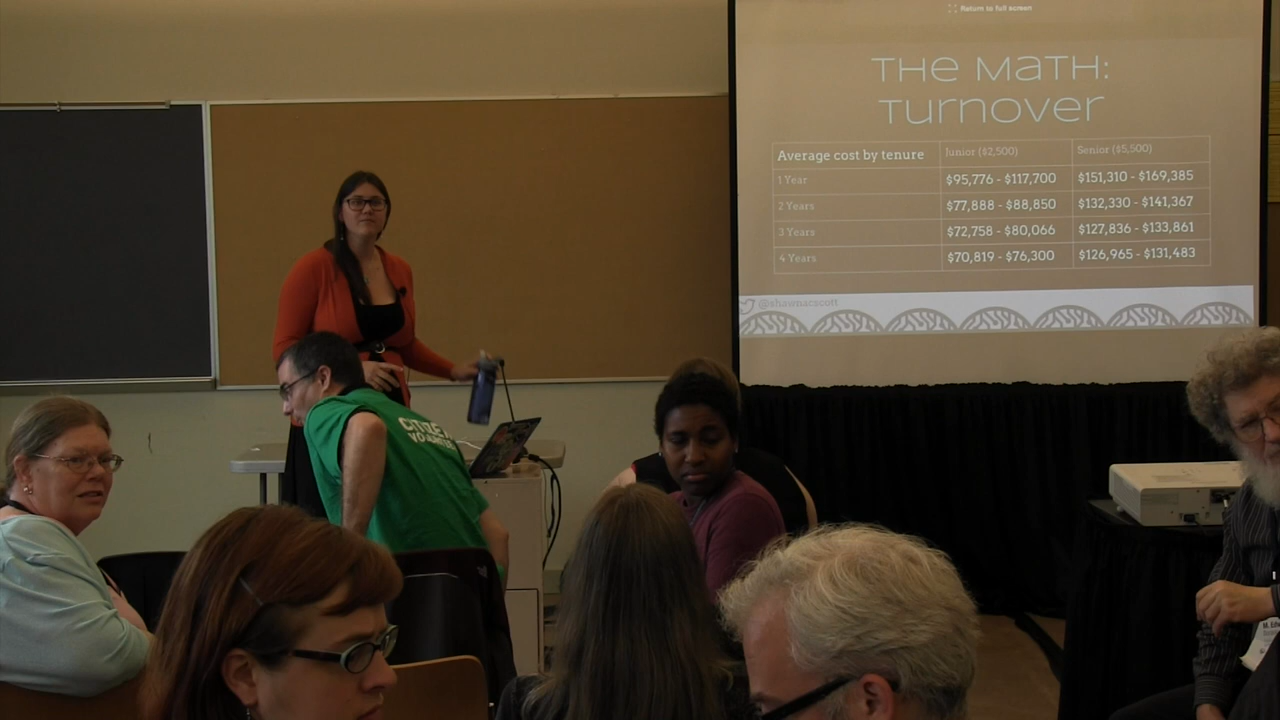 Return to full screen
THE MATH:
TURNOVER
Average cost by tenure Junior ($2,500) Senior ($5,500)
1 Year $95,776 - $117,700 $151,310 - $169,385
2 Years $77,888 - $88,850 $132,330 - $141,367
3 Years $72,758 - $80,066 $127,836 - $133,861
4 Years $70,819 - $76,300 $126,965 - $131,483
@shawnacscott
CITIZEN